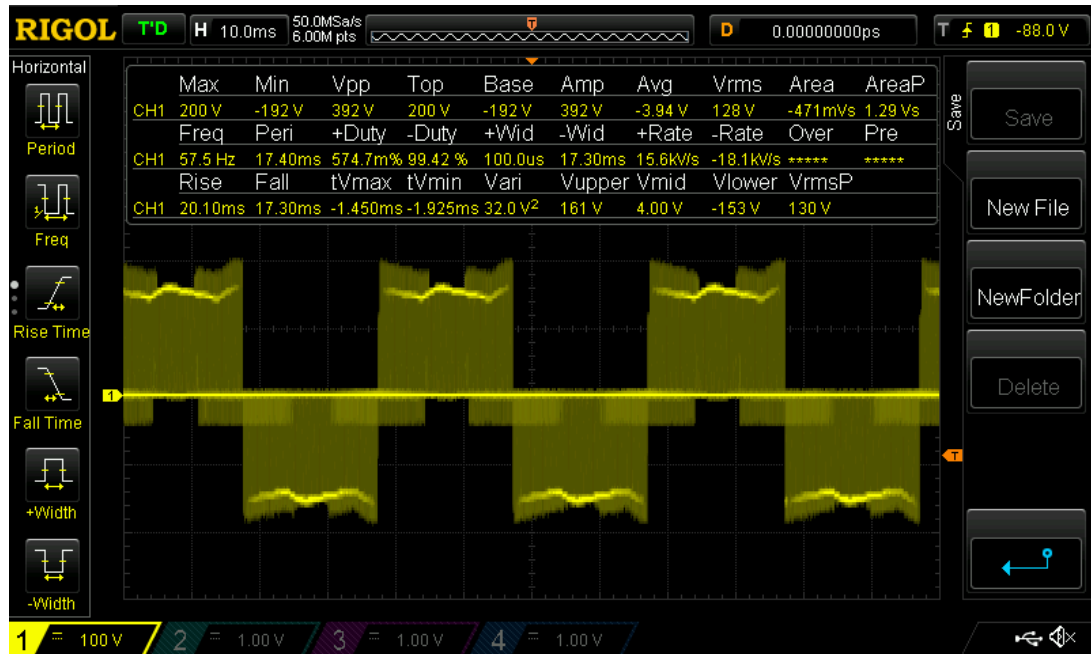 RIGOL T'D H 10.0ms 50.0MSa/s 6.00M pts D 0.00000000ps T 1 -88.0 V
Horizontal
Period
Freq
Rise Time
Fall Time
+Width
-Width
Max Min Vpp Top Base Amp Avg Vrms Area AreaP
CH1 200 V -192 V 392 V 200 V -192 V 392 V -3.94 V 128 V -471mVs 1.29 Vs
Freq Peri +Duty -Duty +Wid -Wid +Rate -Rate Over Pre
CH1 57.5 Hz 17.40ms 574.7m% 99.42 % 100.0us 17.30ms 15.6kV/s -18.1kV/s ***** *****
Rise Fall tVmax tVmin Vari Vupper Vmid Vlower VrmsP
CH1 20.10ms 17.30ms -1.450ms -1.925ms 32.0 V² 161 V 4.00 V -153 V 130 V
1
T
Save
Save
New File
NewFolder
Delete
1 = 100 V 2 = 1.00 V 3 = 1.00 V 4 = 1.00 V